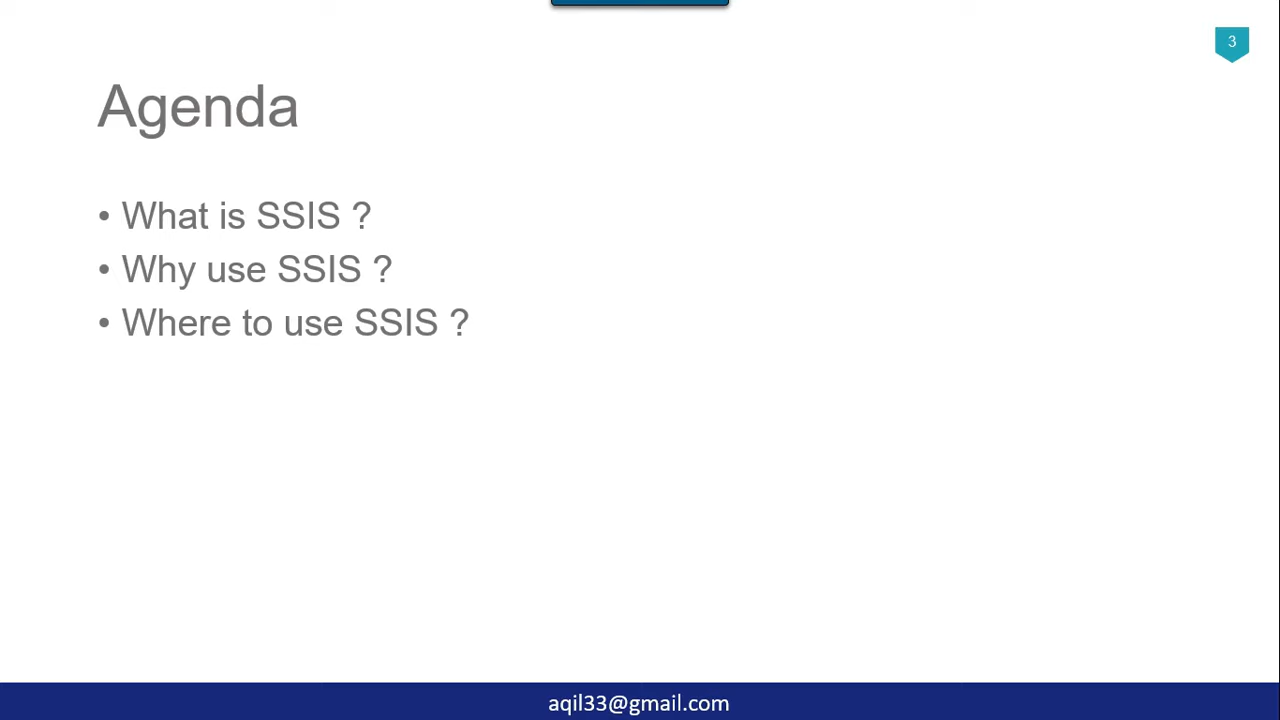 3
Agenda
• What is SSIS ?
• Why use SSIS ?
• Where to use SSIS ?
aqil33@gmail.com